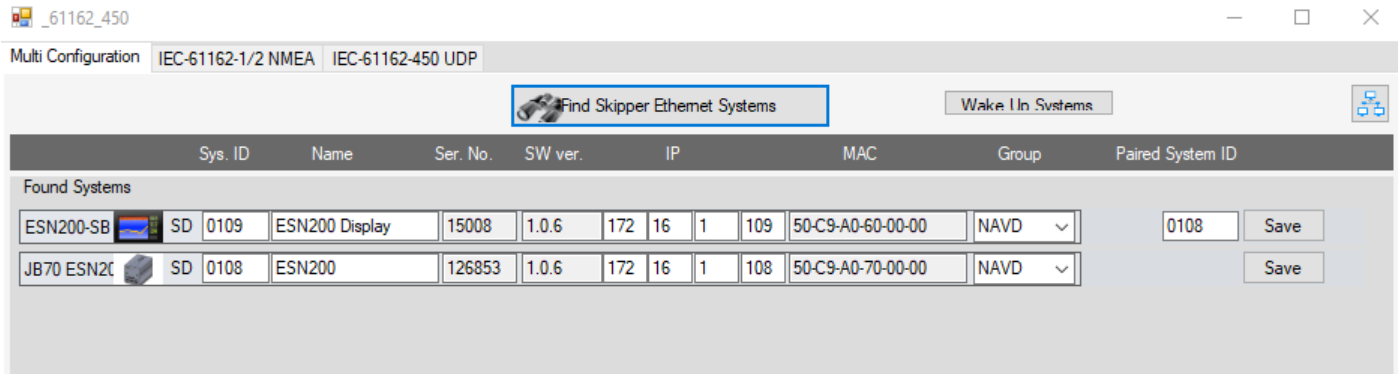 _61162_450
Multi Configuration IEC-61162-1/2 NMEA IEC-61162-450 UDP
Find Skipper Ethernet Systems Wake Up Systems
Sys. ID Name Ser. No. SW ver. IP MAC Group Paired System ID
Found Systems
ESN200-SB SD 0109 ESN200 Display 15008 1.0.6 172 16 1 109 50-C9-A0-60-00-00 NAVD 0108 Save
JB70 ESN20 SD 0108 ESN200 126853 1.0.6 172 16 1 108 50-C9-A0-70-00-00 NAVD Save